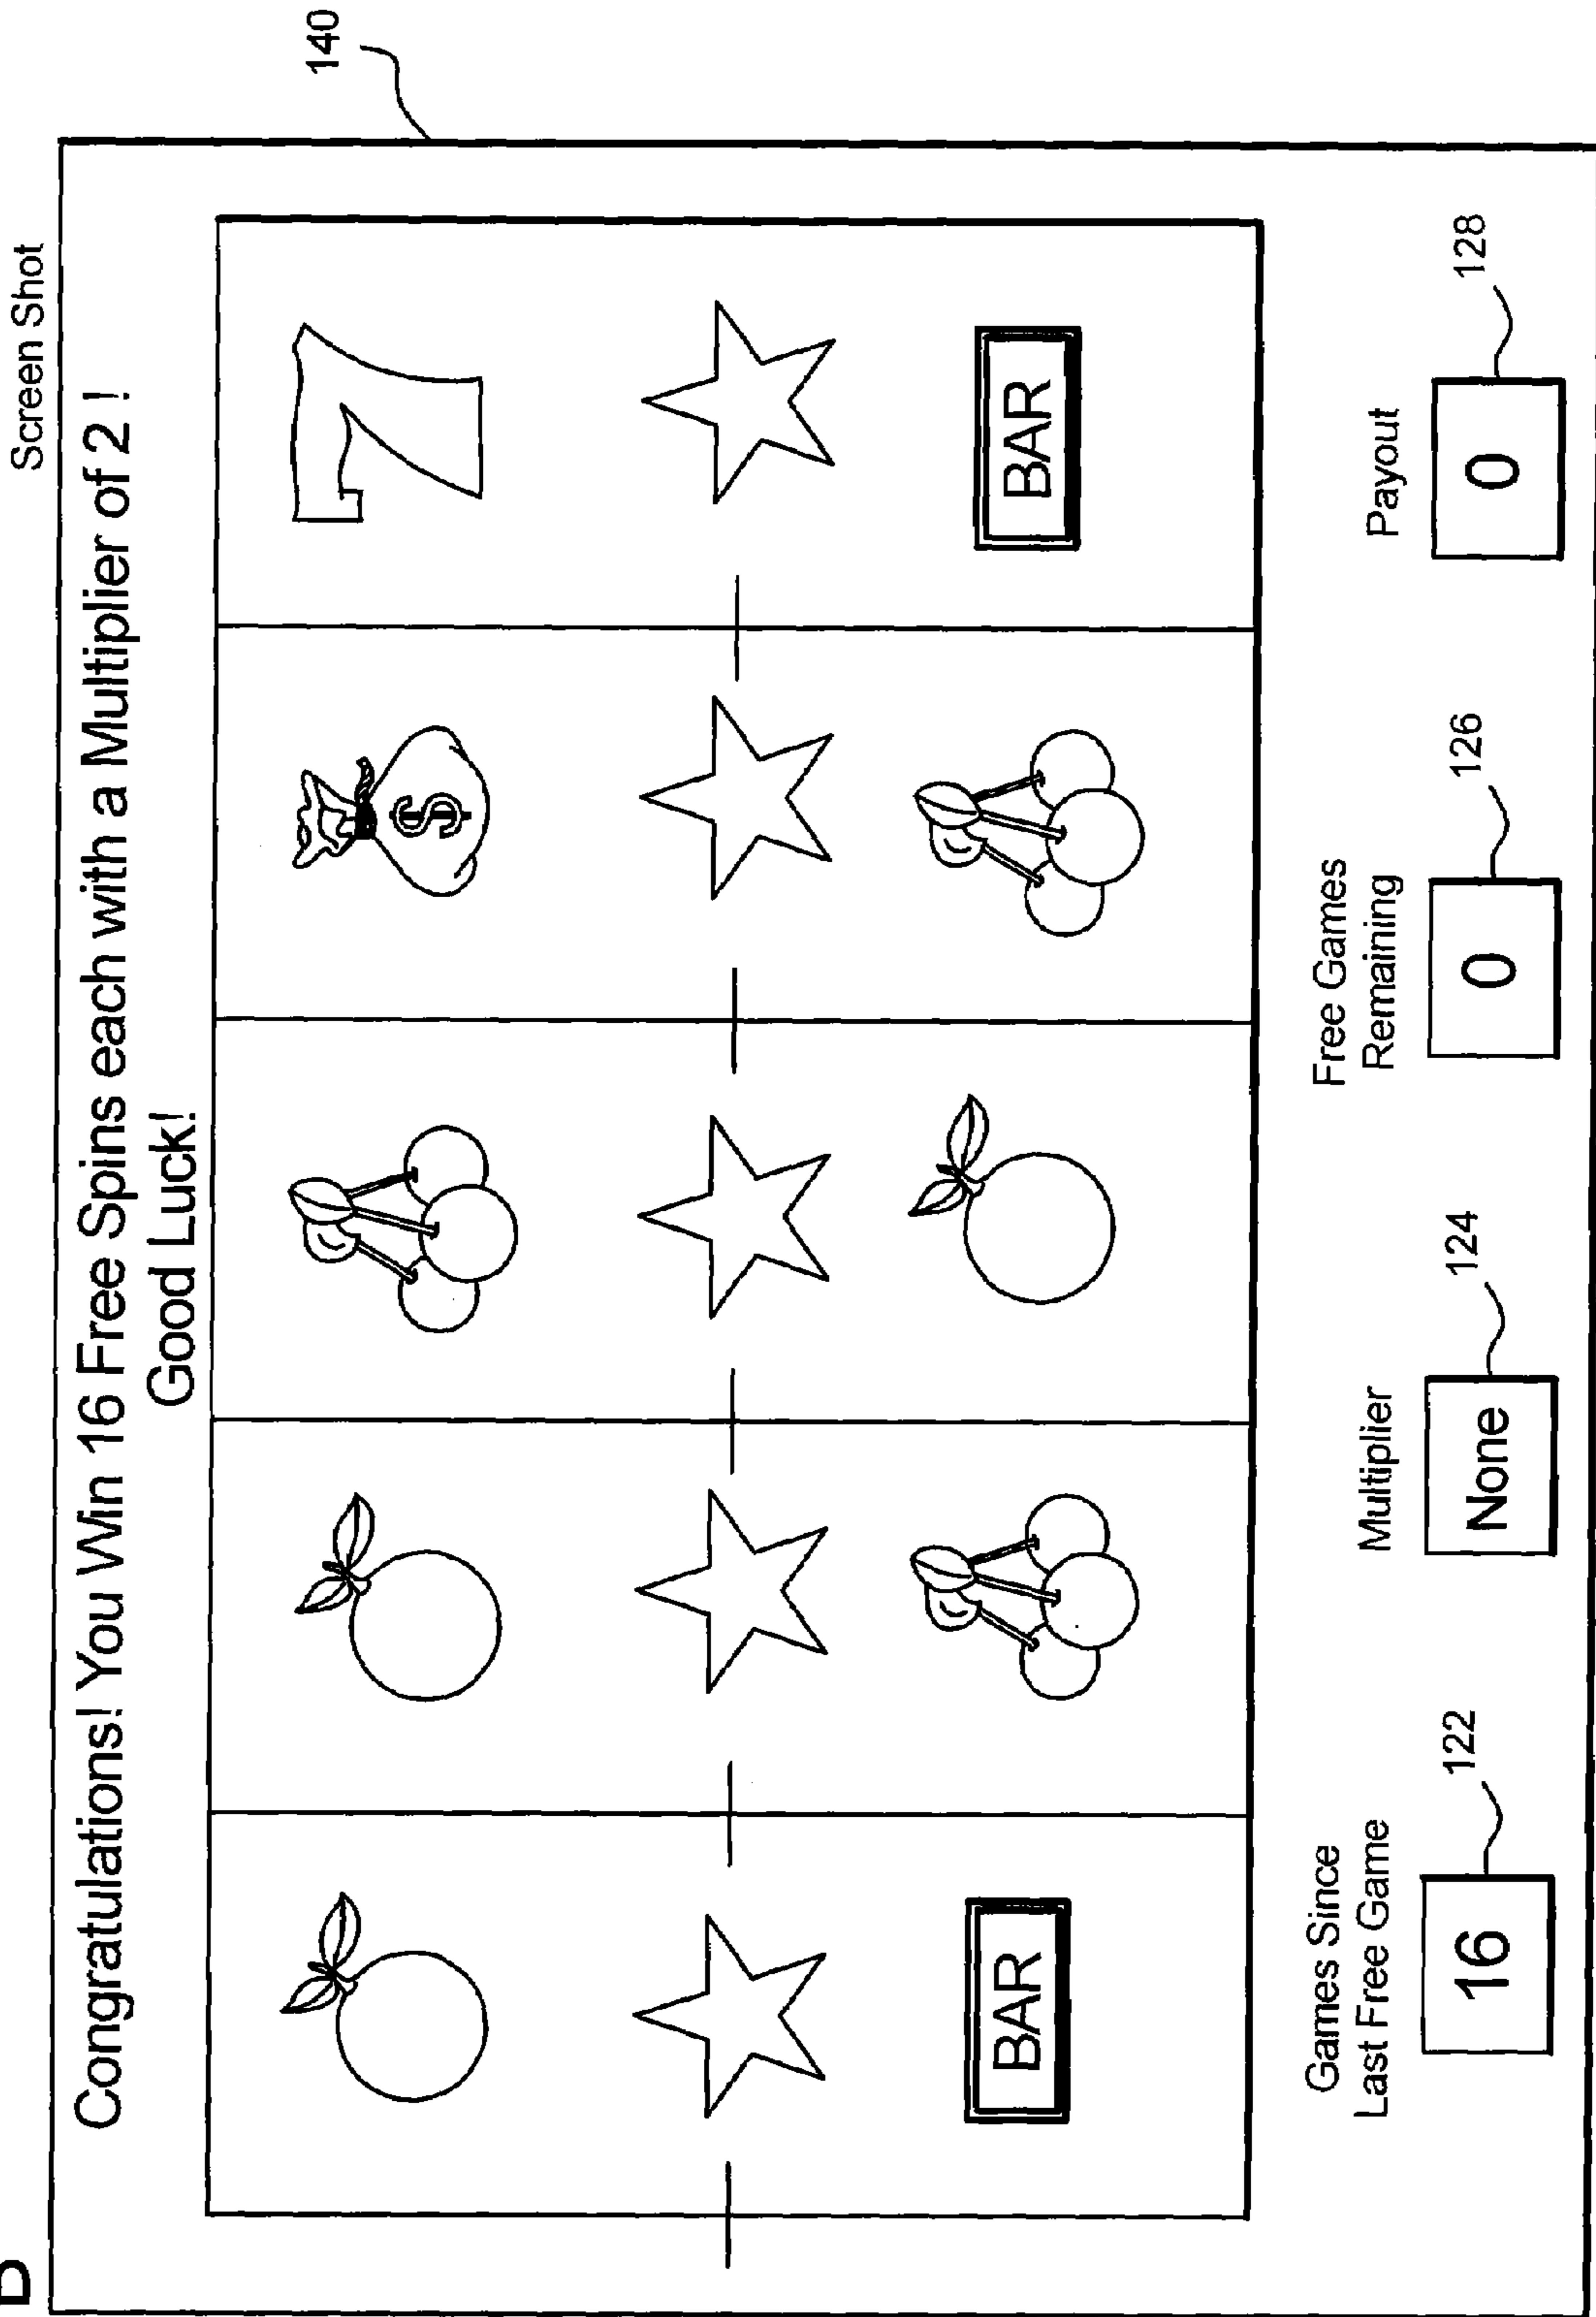 Screen Shot
140
Congratulations! You Win 16 Free Spins each with a Multiplier of 2 !
Good Luck!
7
$
BAR
BAR
Games Since
Last Free Game
Multiplier
Free Games
Remaining
Payout
122
124
126
128
16
None
0
0